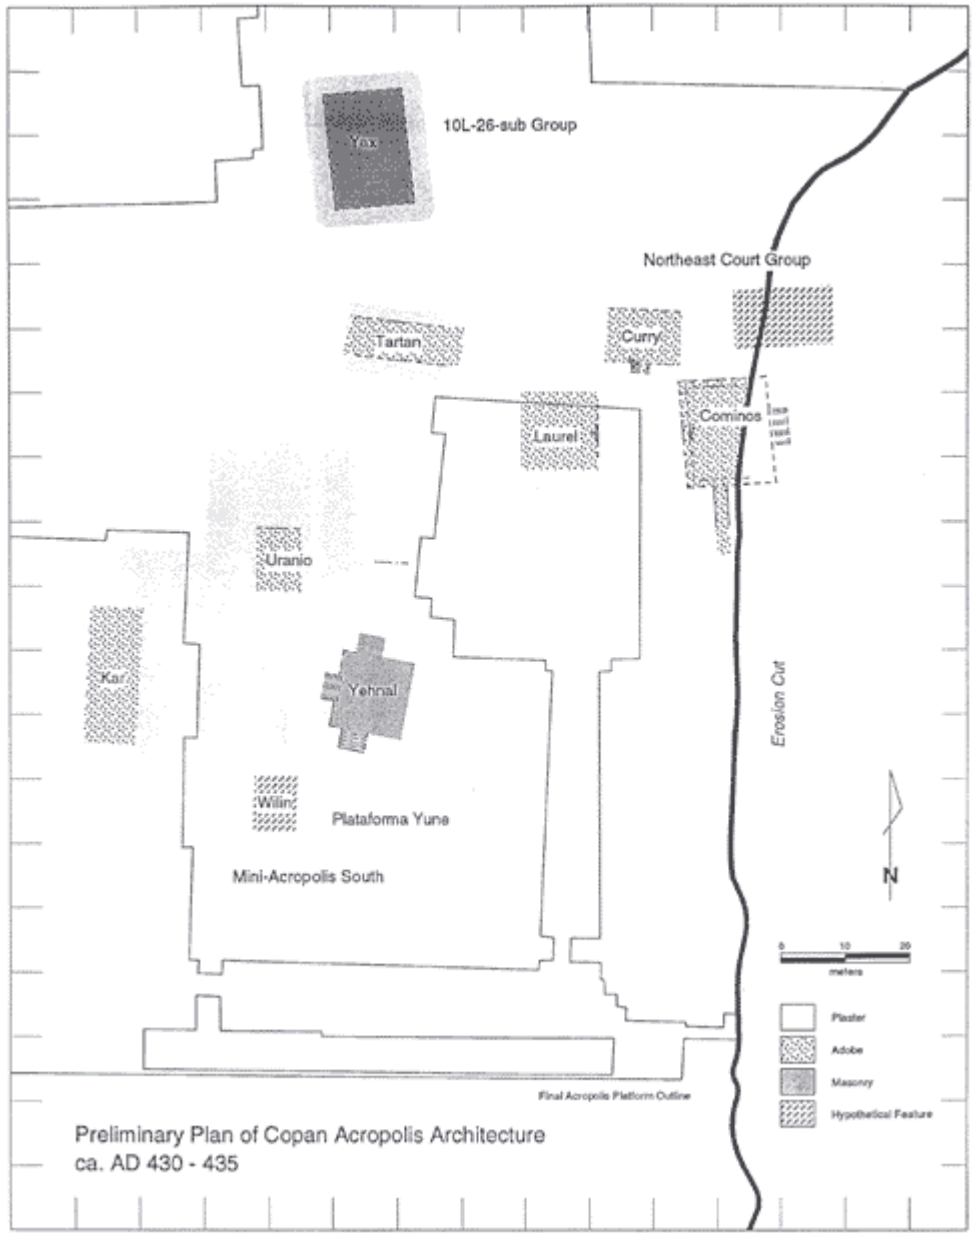 Yax
10L-26-sub Group
Northeast Court Group
Tartan
Curry
Cominos
Laurel
Uranio
Kar
Yehnal
Erosion Cut
Wilin
Plataforma Yune
Mini-Acropolis South
N
0 10 20
meters
Plaster
Adobe
Masonry
Hypothetical Feature
Final Acropolis Platform Outline
Preliminary Plan of Copan Acropolis Architecture
ca. AD 430 - 435